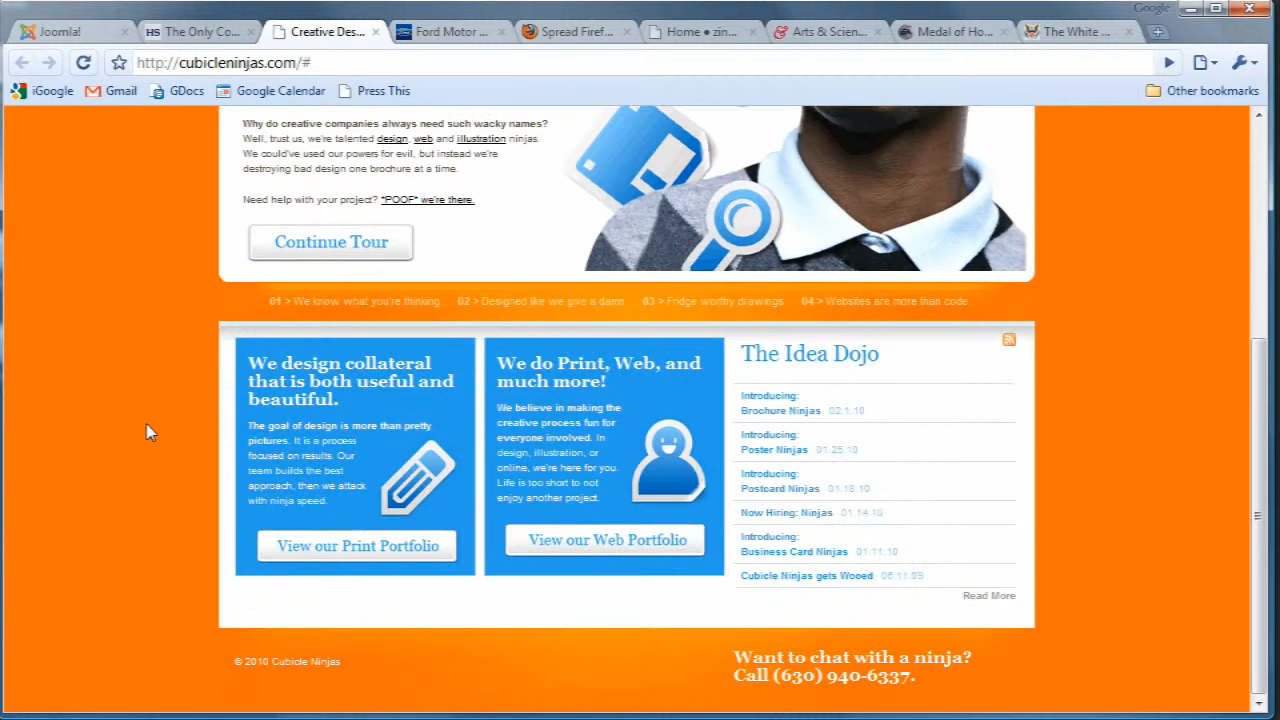 Google
Joomla!
HS The Only Co...
Creative Des...
Ford Motor ...
Spread Firef...
Home • zin...
Arts & Scien...
Medal of Ho...
The White ...
http://cubicleninjas.com/#
iGoogle
Gmail
GDocs
Google Calendar
Press This
Other bookmarks
Why do creative companies always need such wacky names?
Well, trust us, we're talented design, web and illustration ninjas.
We could've used our powers for evil, but instead we're
destroying bad design one brochure at a time.
Need help with your project? *POOF* we're there.
Continue Tour
01 > We know what you're thinking.
02 > Designed like we give a damn.
03 > Fridge worthy drawings
04 > Websites are more than code.
We design collateral
that is both useful and
beautiful.
The goal of design is more than pretty
pictures. It is a process
focused on results. Our
team builds the best
approach, then we attack
with ninja speed.
View our Print Portfolio
We do Print, Web, and
much more!
We believe in making the
creative process fun for
everyone involved. In
design, illustration, or
online, we're here for you.
Life is too short to not
enjoy another project.
View our Web Portfolio
The Idea Dojo
Introducing:
Brochure Ninjas 02.1.10
Introducing:
Poster Ninjas 01.25.10
Introducing:
Postcard Ninjas 01.18.10
Now Hiring: Ninjas 01.14.10
Introducing:
Business Card Ninjas 01.11.10
Cubicle Ninjas gets Wooed 06.11.09
Read More
© 2010 Cubicle Ninjas
Want to chat with a ninja?
Call (630) 940-6337.